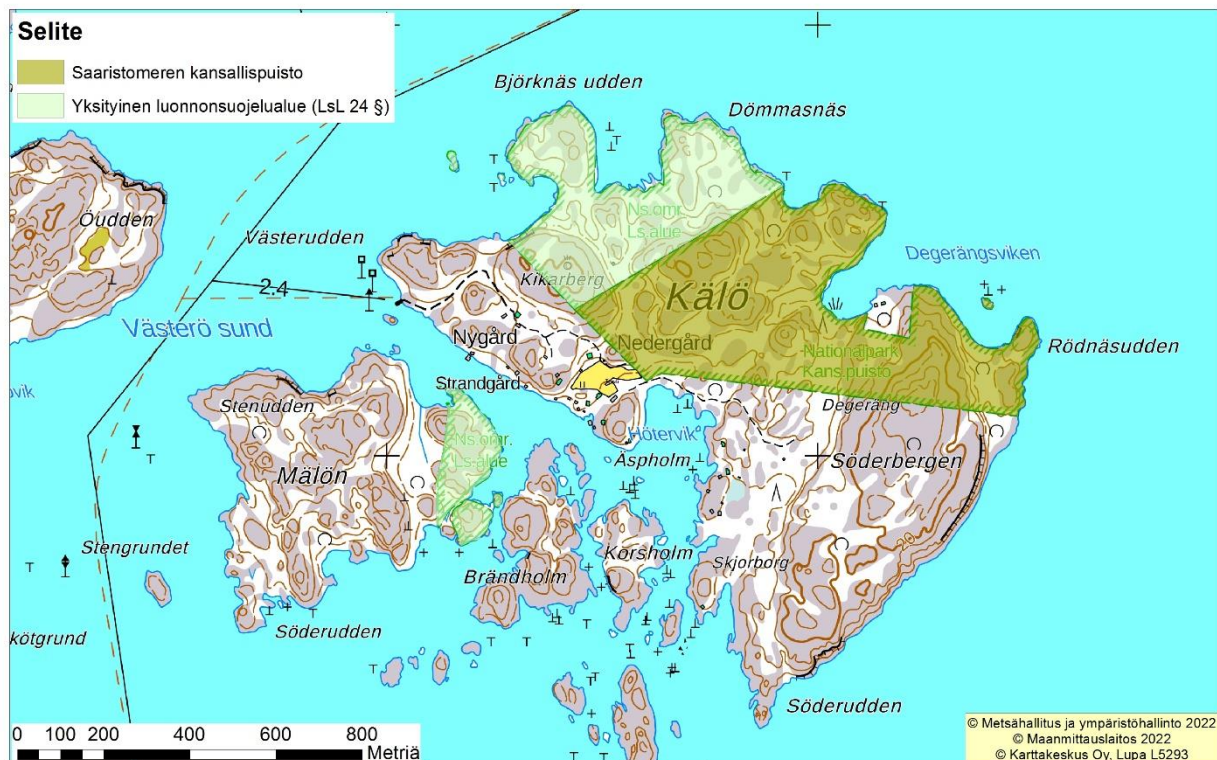 Selite
Saaristomeren kansallispuisto
Yksityinen luonnonsuojelualue (LsL 24 §)
Björknäs udden
Dömmasnäs
Öudden
Västerudden
Ns.omr.
Ls.alue
Degerängsviken
Kikarberg
Kälö
2.4
Västerö sund
Nygård
Nedergård
Nationalpark
Kans.puisto
Rödnäsudden
Strandgård
vik
Stenudden
Degeräng
Hötervik
Ns.omr.
Ls.alue
Äspholm
Söderbergen
Mälön
Stengrundet
Korsholm
Skjorborg
Brändholm
kötgrund
Söderudden
Söderudden
0 200 400 600 800
Metriä
© Metsähallitus ja ympäristöhallinto 2022
© Maanmittauslaitos 2022
© Karttakeskus Oy, Lupa L5293